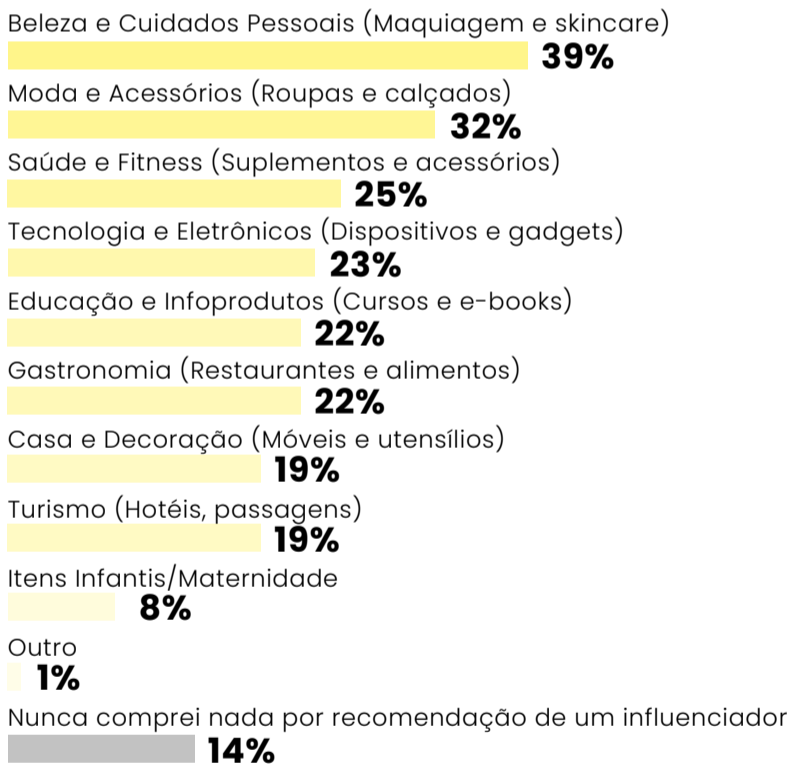 Beleza e Cuidados Pessoais (Maquiagem e skincare)
39%
Moda e Acessórios (Roupas e calçados)
32%
Saúde e Fitness (Suplementos e acessórios)
25%
Tecnologia e Eletrônicos (Dispositivos e gadgets)
23%
Educação e Infoprodutos (Cursos e e-books)
22%
Gastronomia (Restaurantes e alimentos)
22%
Casa e Decoração (Móveis e utensílios)
19%
Turismo (Hotéis, passagens)
19%
Itens Infantis/Maternidade
8%
Outro
1%
Nunca comprei nada por recomendação de um influenciador
14%